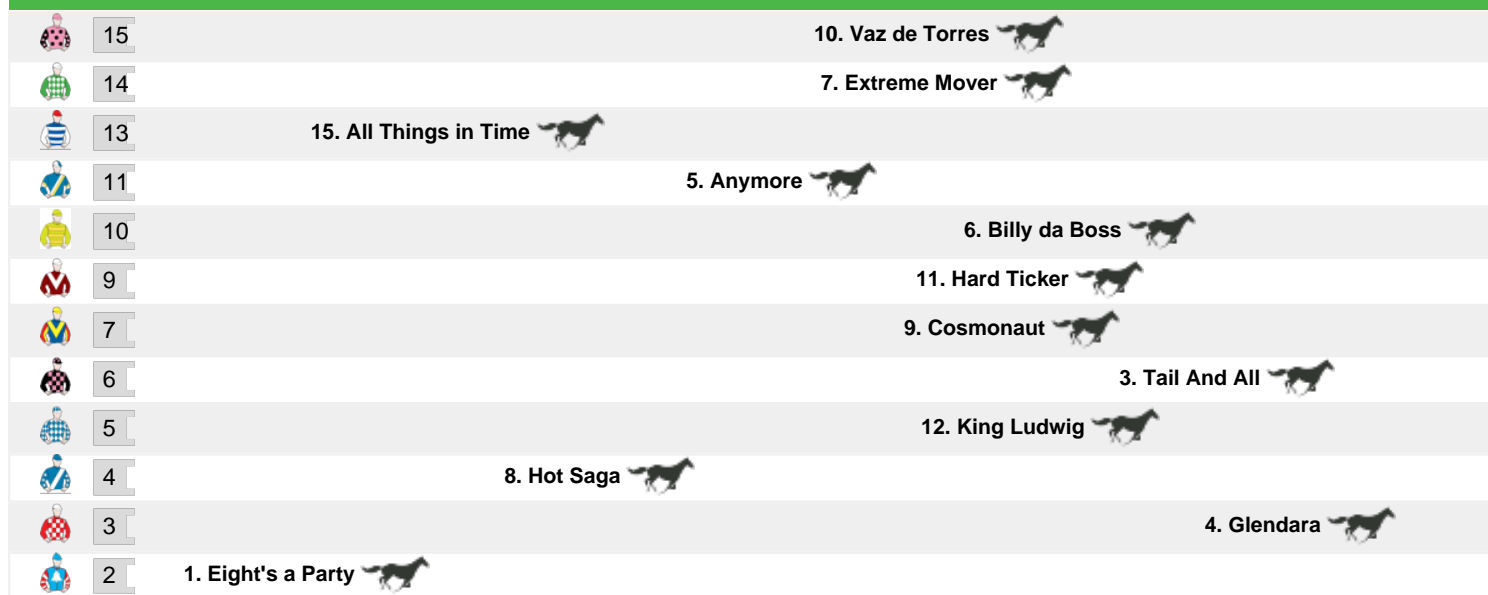 15 10. Vaz de Torres
14 7. Extreme Mover
13 15. All Things in Time
11 5. Anymore
10 6. Billy da Boss
9 11. Hard Ticker
7 9. Cosmonaut
6 3. Tail And All
5 12. King Ludwig
4 8. Hot Saga
3 4. Glendara
2 1. Eight's a Party